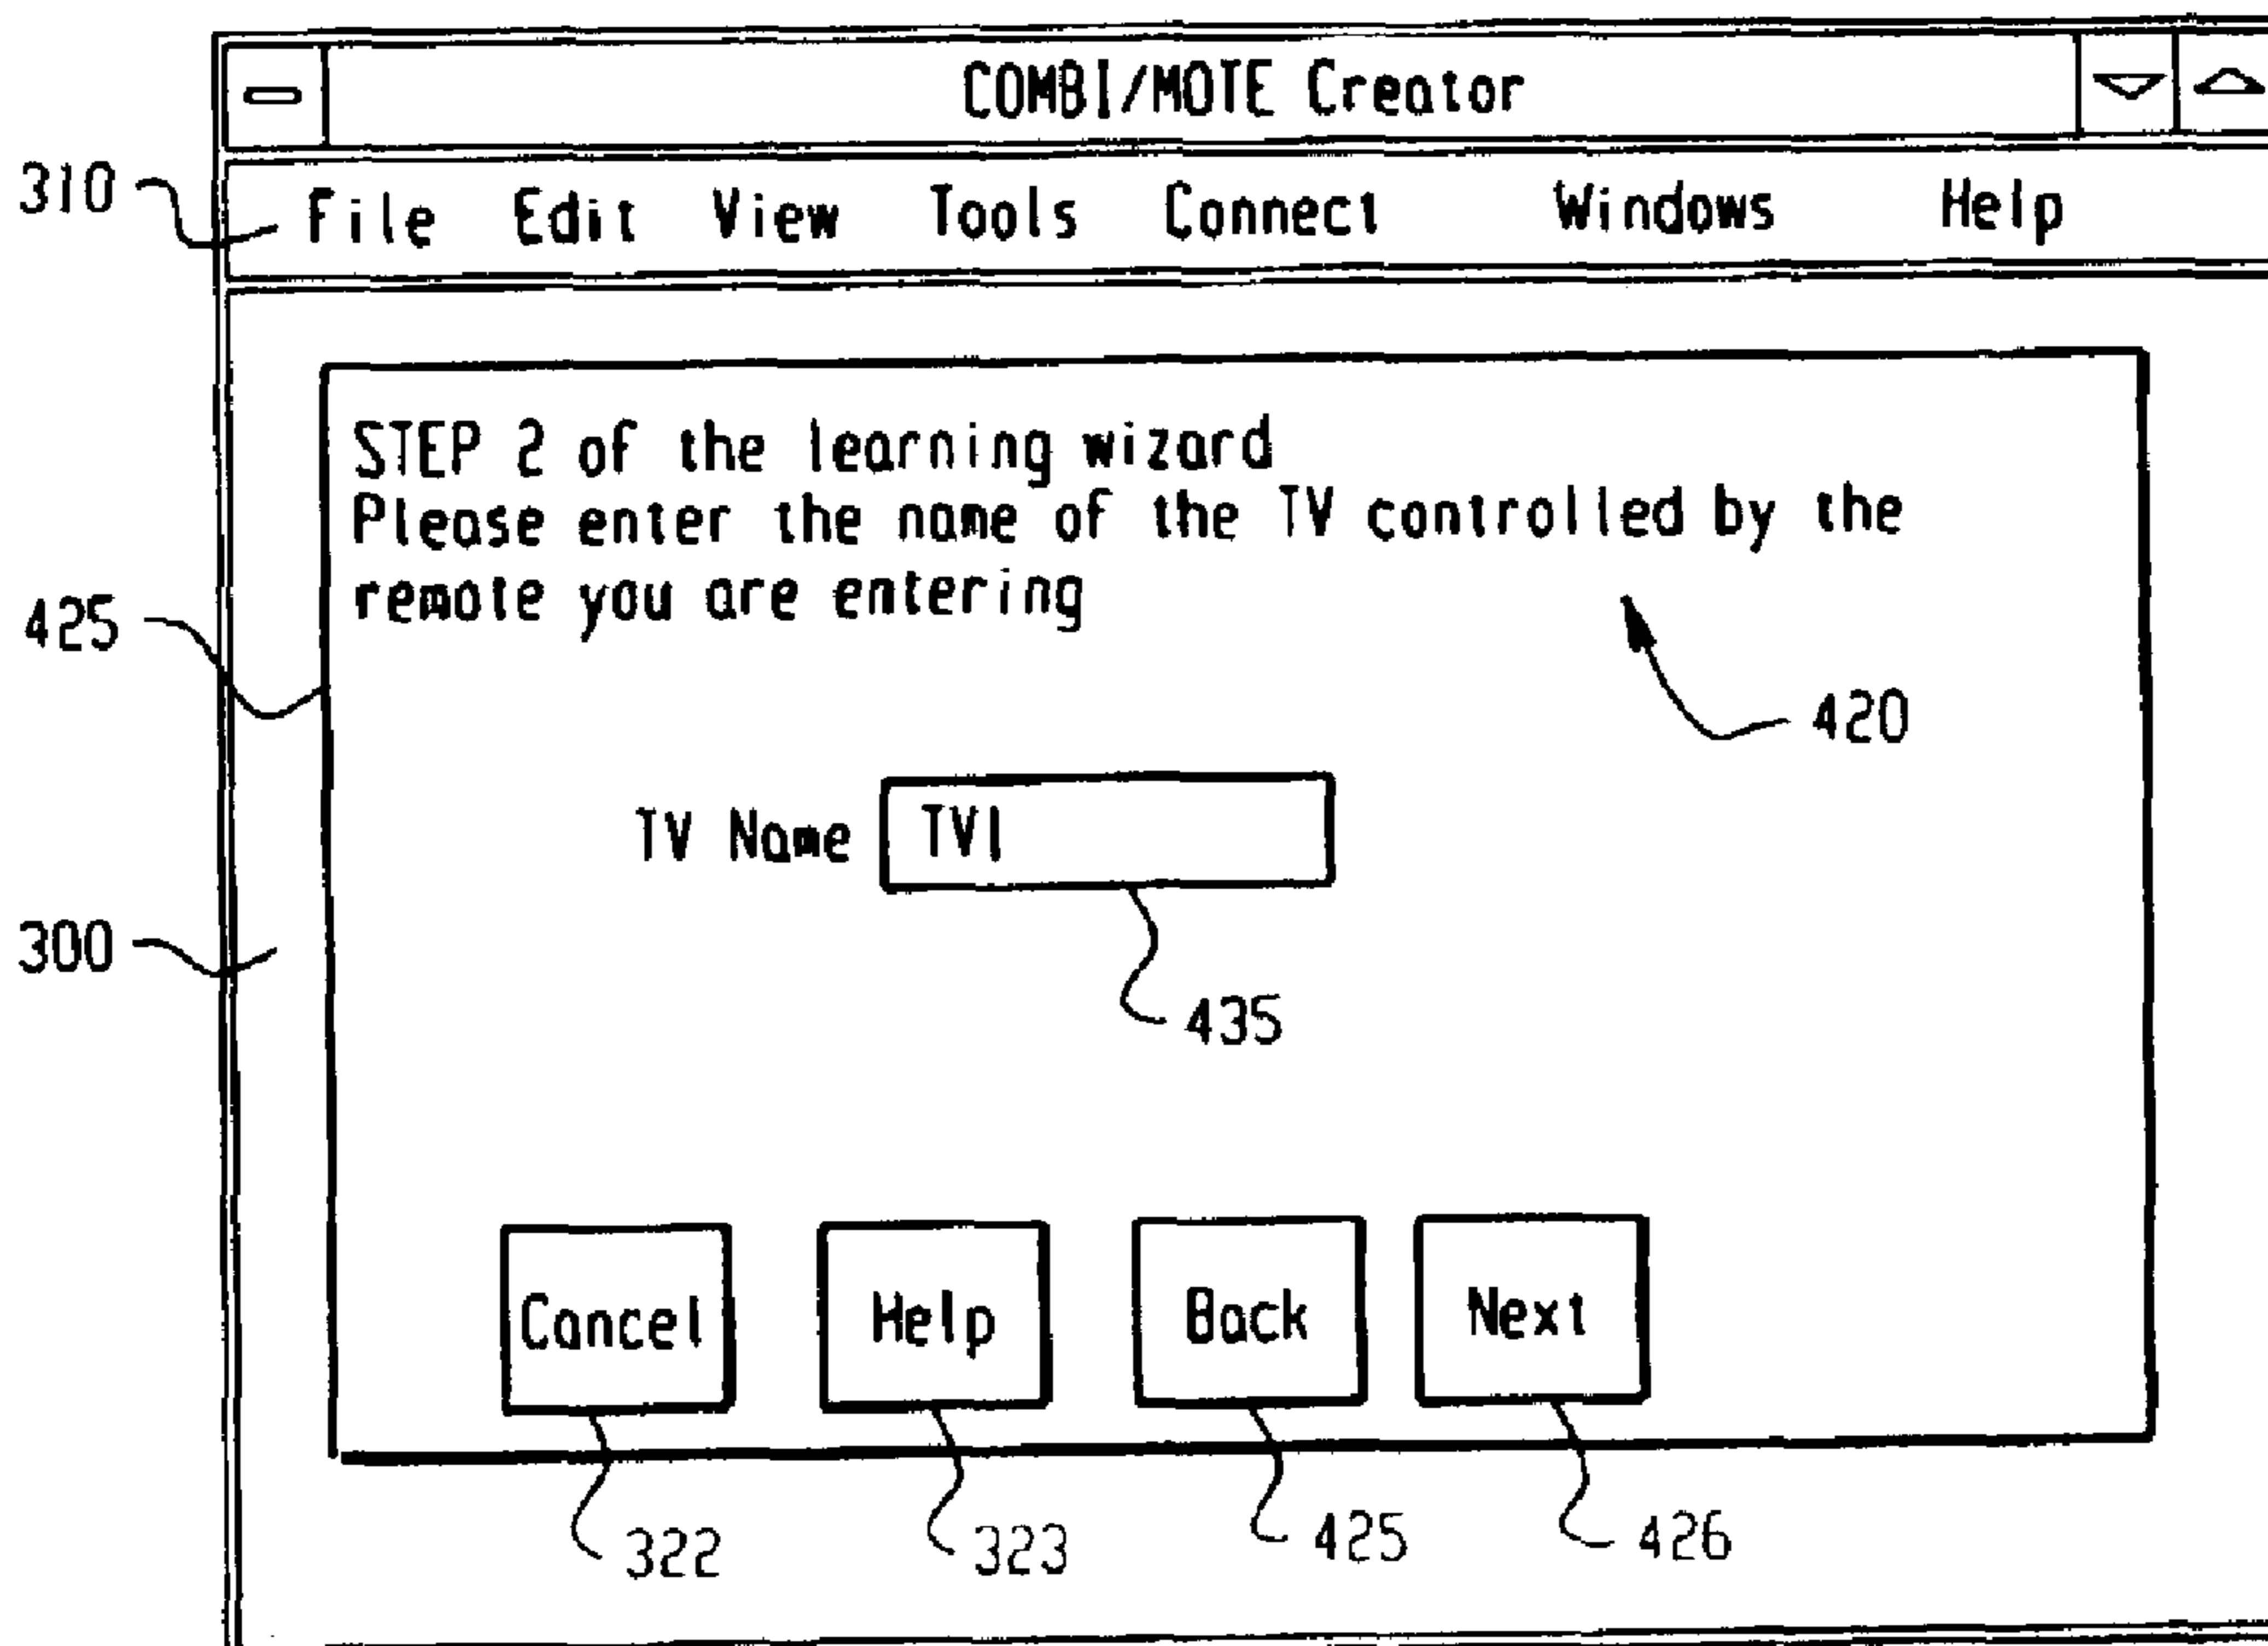 COMBI/MOTE Creator
310
File Edit View Tools Connect Windows Help
STEP 2 of the learning wizard
Please enter the name of the TV controlled by the
remote you are entering
425
420
TV Name TV1
300
435
Cancel Help Back Next
322 323 425 426